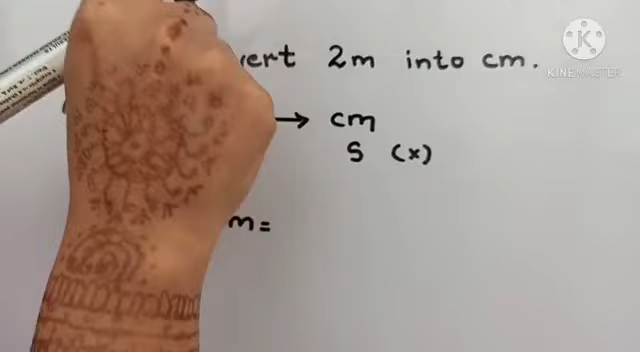 vert 2m into cm.
KINEMASTER
→ cm
S (x)
m =